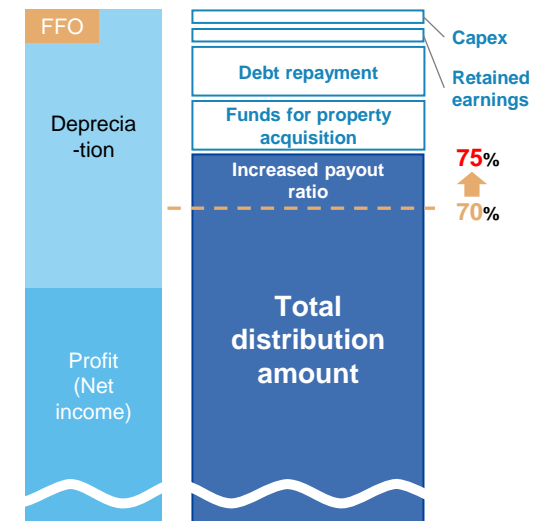 FFO
Deprecia
-tion
Profit
(Net
income)
Capex
Retained
earnings
Debt repayment
Funds for property
acquisition
Increased payout
ratio
75%
70%
Total
distribution
amount